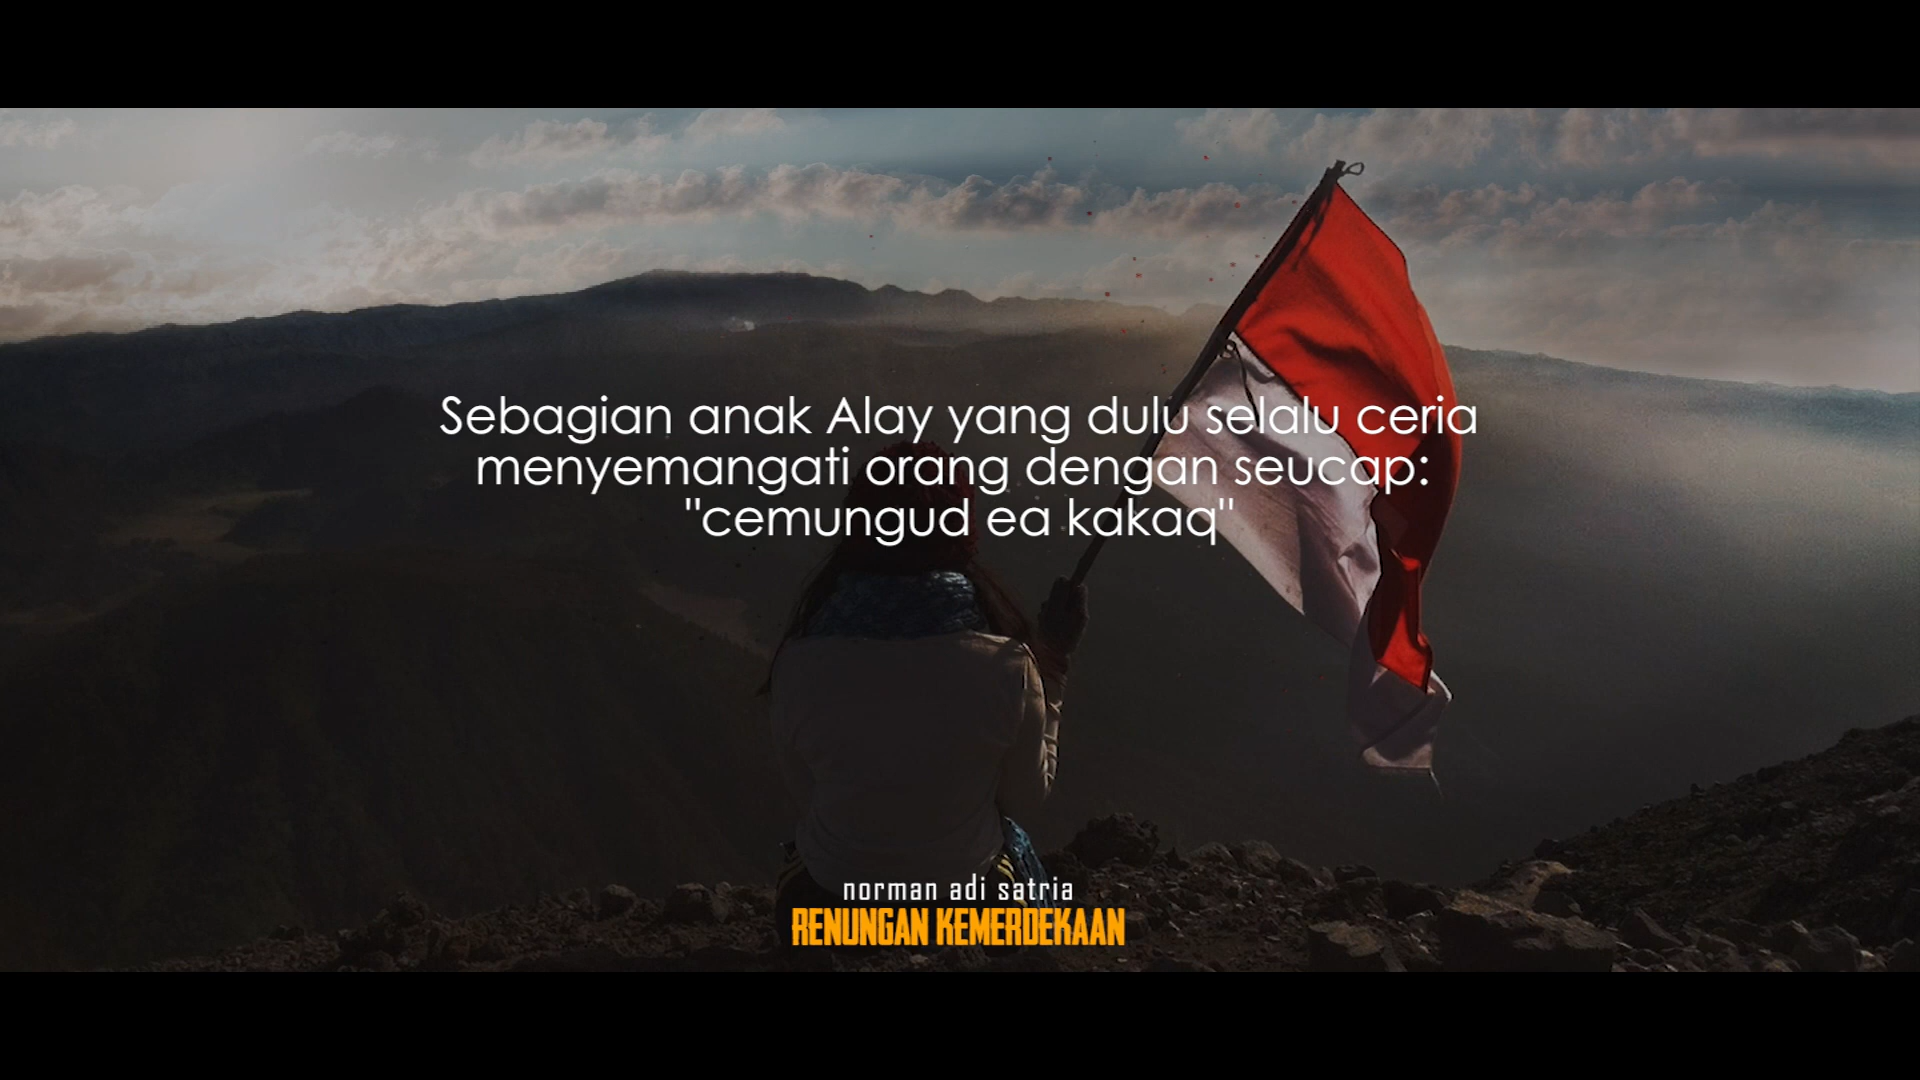 Sebagian anak Alay yang dulu selalu ceria
menyemangati orang dengan seucap:
"cemungud ea kakaq"
norman adi satria
RENUNGAN KEMERDEKAAN